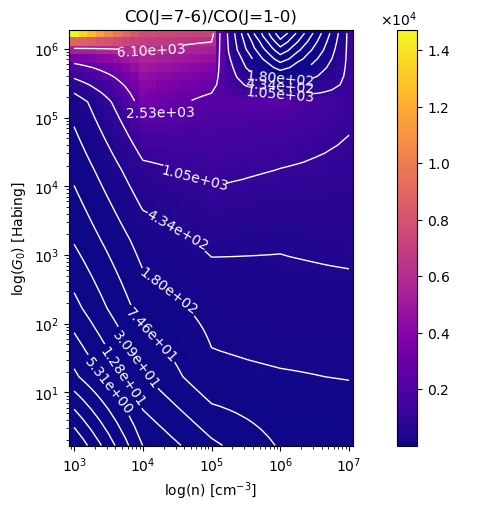 CO(J=7-6)/CO(J=1-0)
×10⁴
10⁶
10⁵
10⁴
10³
10²
10¹
log(G₀) [Habing]
6.10e+03
2.53e+03
1.05e+03
4.34e+02
1.80e+02
7.46e+01
3.09e+01
1.28e+01
5.31e+00
1.80e+02
4.34e+02
1.05e+03
10³
10⁴
10⁵
10⁶
10⁷
log(n) [cm⁻³]
1.4
1.2
1.0
0.8
0.6
0.4
0.2